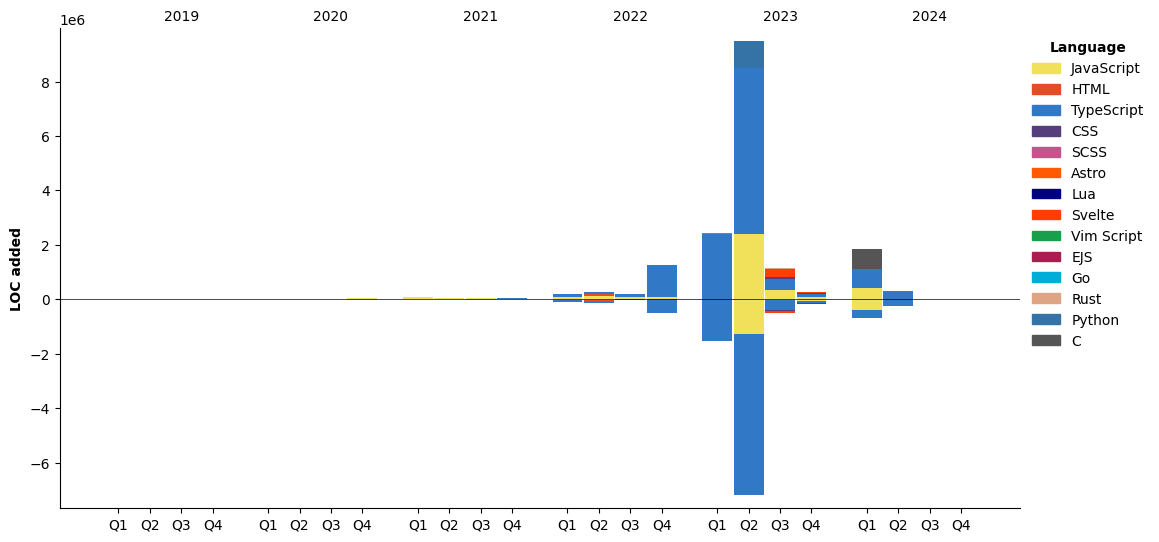 1e6
2019 2020 2021 2022 2023 2024
LOC added
8
6
4
2
0
−2
−4
−6
Q1 Q2 Q3 Q4 Q1 Q2 Q3 Q4 Q1 Q2 Q3 Q4 Q1 Q2 Q3 Q4 Q1 Q2 Q3 Q4 Q1 Q2 Q3 Q4
Language
JavaScript
HTML
TypeScript
CSS
SCSS
Astro
Lua
Svelte
Vim Script
EJS
Go
Rust
Python
C